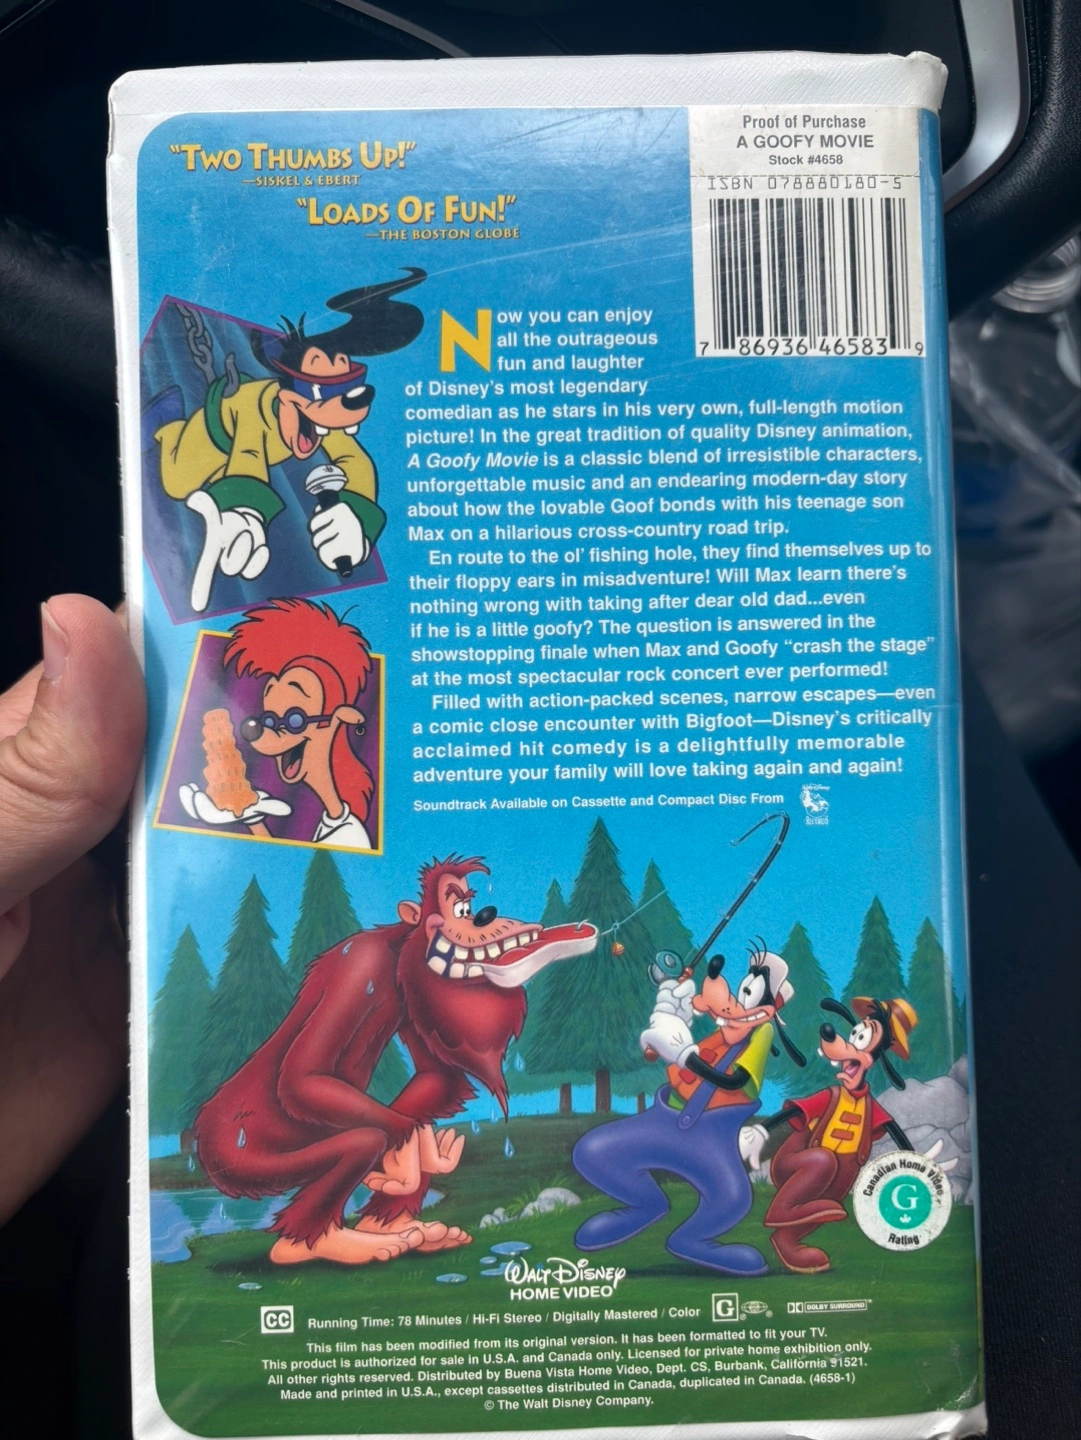 "TWO THUMBS UP!"
—SISKEL & EBERT
"LOADS OF FUN!"
—THE BOSTON GLOBE
Proof of Purchase
A GOOFY MOVIE
Stock #4658
ISBN 078880180-5
7 86936 46583 9
Now you can enjoy
all the outrageous
fun and laughter
of Disney's most legendary
comedian as he stars in his very own, full-length motion
picture! In the great tradition of quality Disney animation,
A Goofy Movie is a classic blend of irresistible characters,
unforgettable music and an endearing modern-day story
about how the lovable Goof bonds with his teenage son
Max on a hilarious cross-country road trip.
En route to the ol' fishing hole, they find themselves up to
their floppy ears in misadventure! Will Max learn there's
nothing wrong with taking after dear old dad...even
if he is a little goofy? The question is answered in the
showstopping finale when Max and Goofy "crash the stage"
at the most spectacular rock concert ever performed!
Filled with action-packed scenes, narrow escapes—even
a comic close encounter with Bigfoot—Disney's critically
acclaimed hit comedy is a delightfully memorable
adventure your family will love taking again and again!
Soundtrack Available on Cassette and Compact Disc From
Walt Disney
RECORDS
Canadian Home Video
G
Rating
WALT DISNEY
HOME VIDEO
CC Running Time: 78 Minutes / Hi-Fi Stereo / Digitally Mastered / Color G ® DOLBY SURROUND
This film has been modified from its original version. It has been formatted to fit your TV.
This product is authorized for sale in U.S.A. and Canada only. Licensed for private home exhibition only.
All other rights reserved. Distributed by Buena Vista Home Video, Dept. CS, Burbank, California 91521.
Made and printed in U.S.A., except cassettes distributed in Canada, duplicated in Canada. (4658-1)
© The Walt Disney Company.